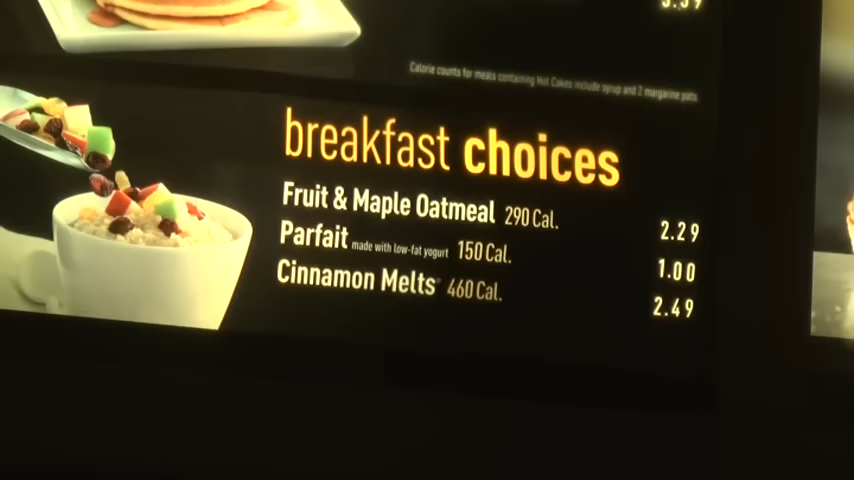 Calorie counts for meals containing Hot Cakes include syrup and 2 margarine pats.
breakfast choices
Fruit & Maple Oatmeal 290 Cal. 2.29
Parfait made with low-fat yogurt 150 Cal. 1.00
Cinnamon Melts 460 Cal. 2.49